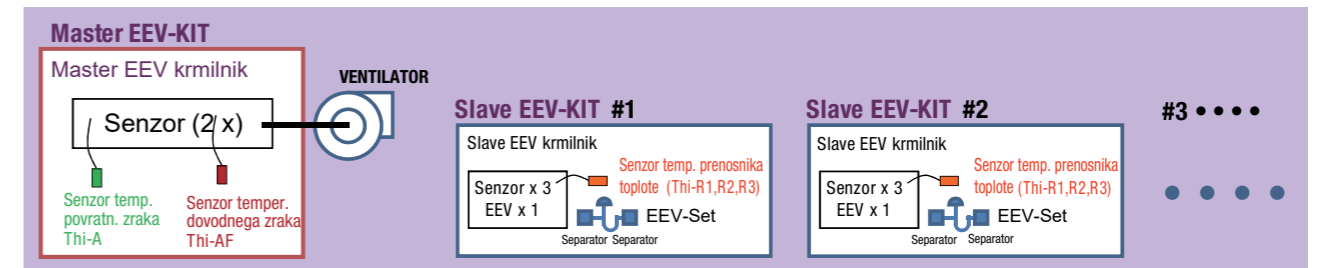 Master EEV-KIT
Master EEV krmilnik
Senzor (2 x)
Senzor temp.
povratn. zraka
Thi-A
Senzor temper.
dovodnega zraka
Thi-AF
VENTILATOR
Slave EEV-KIT #1
Slave EEV krmilnik
Senzor x 3
EEV x 1
Senzor temp. prenosnika
toplote (Thi-R1,R2,R3)
EEV-Set
Separator Separator
Slave EEV-KIT #2
Slave EEV krmilnik
Senzor x 3
EEV x 1
Senzor temp. prenosnika
toplote (Thi-R1,R2,R3)
EEV-Set
Separator Separator
#3 • • • •